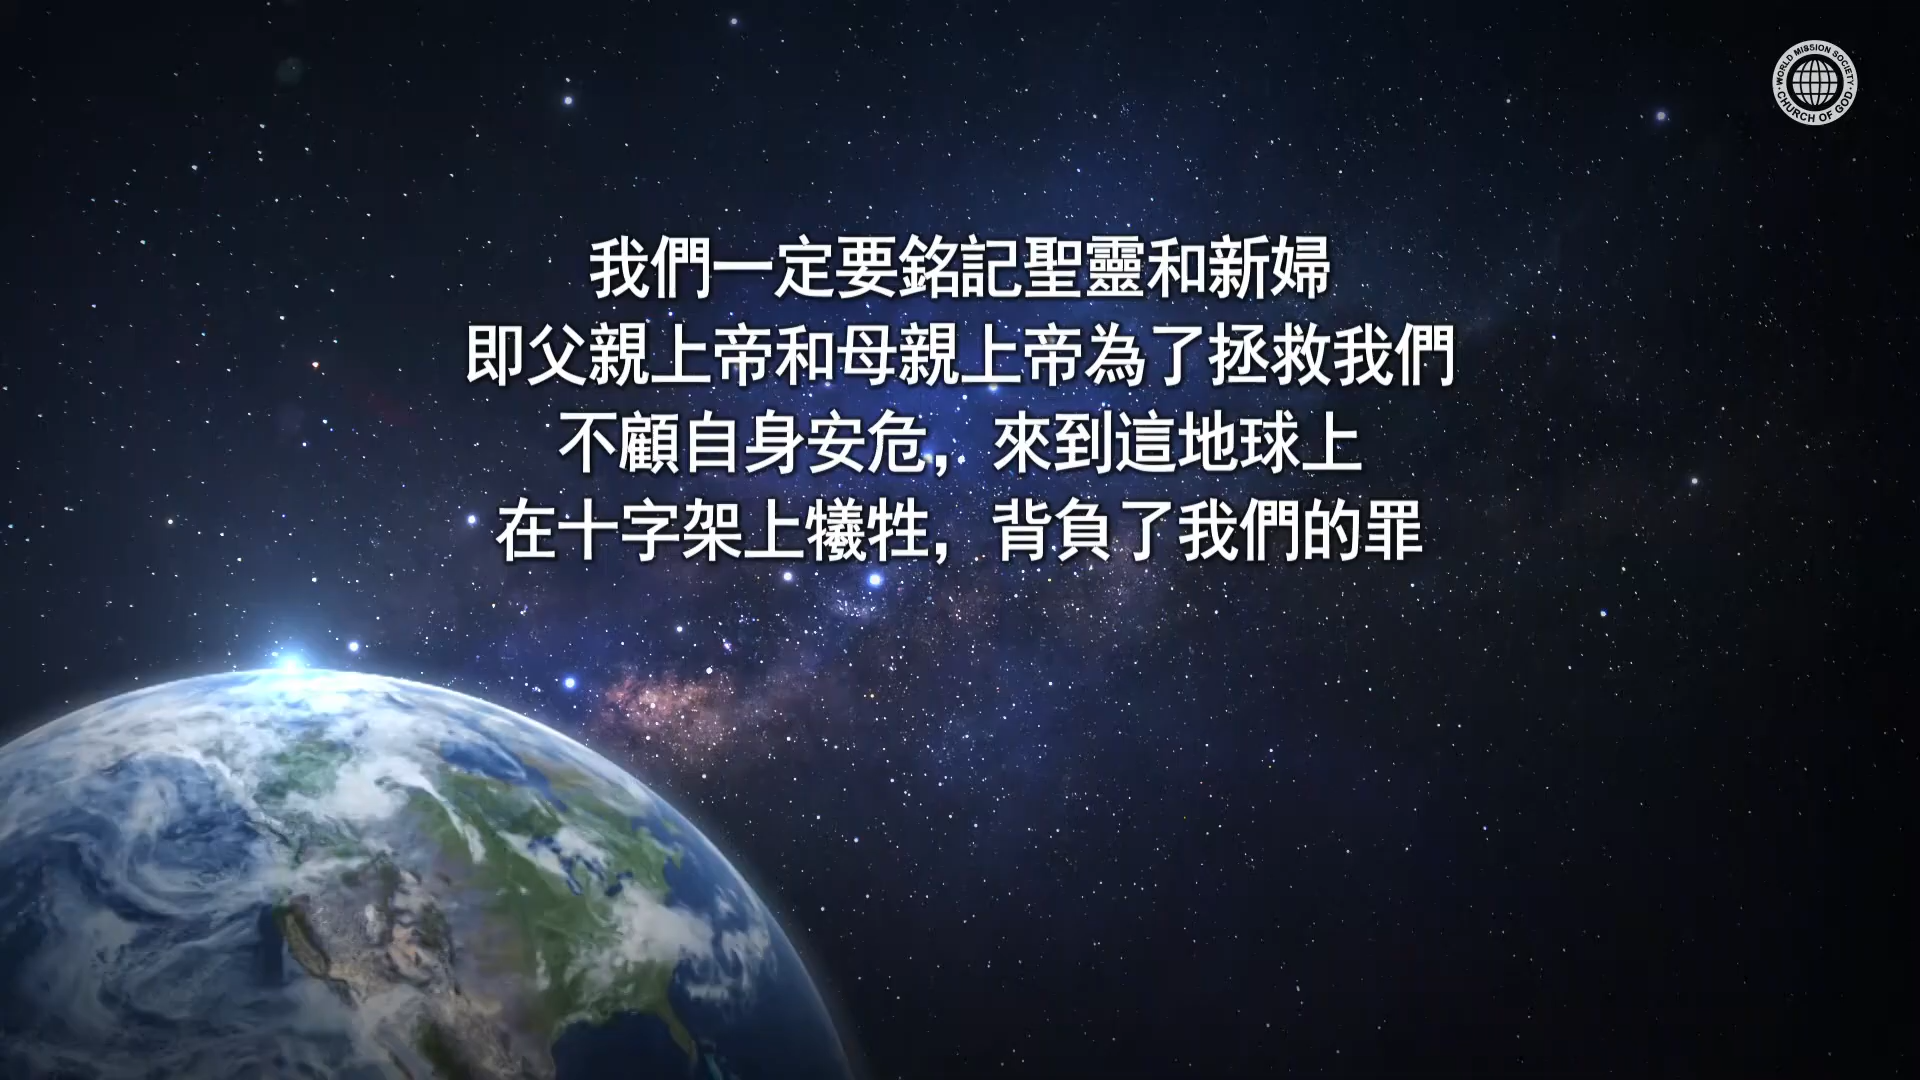 WORLD MISSION SOCIETY
CHURCH OF GOD
我們一定要銘記聖靈和新婦
即父親上帝和母親上帝為了拯救我們
不顧自身安危，來到這地球上
在十字架上犧牲，背負了我們的罪